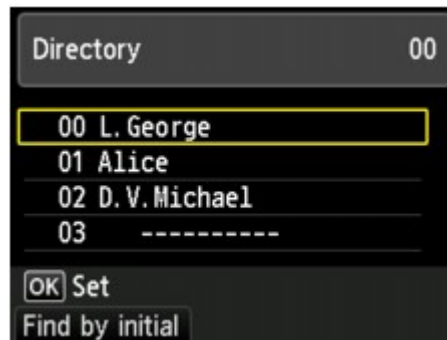 Directory 00
00 L.George
01 Alice
02 D.V.Michael
03 ----------
OK Set
Find by initial